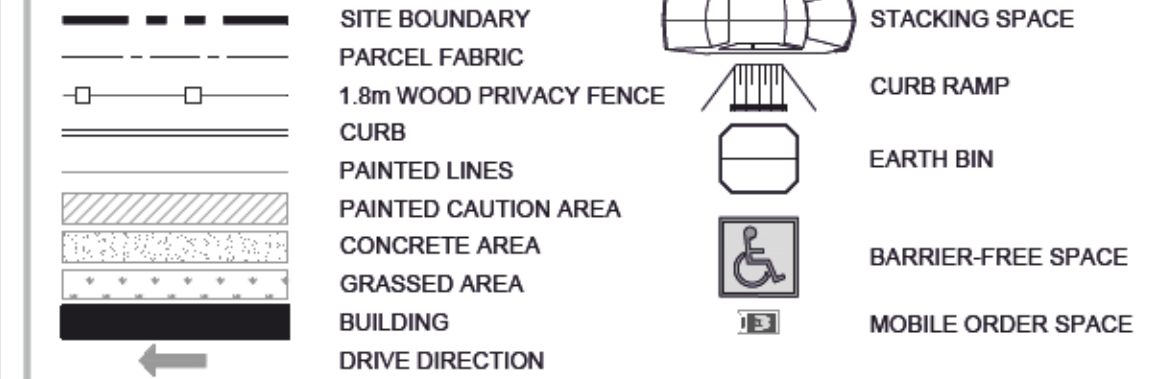 SITE BOUNDARY
PARCEL FABRIC
1.8m WOOD PRIVACY FENCE
CURB
PAINTED LINES
PAINTED CAUTION AREA
CONCRETE AREA
GRASSED AREA
BUILDING
DRIVE DIRECTION
STACKING SPACE
CURB RAMP
EARTH BIN
BARRIER-FREE SPACE
MOBILE ORDER SPACE